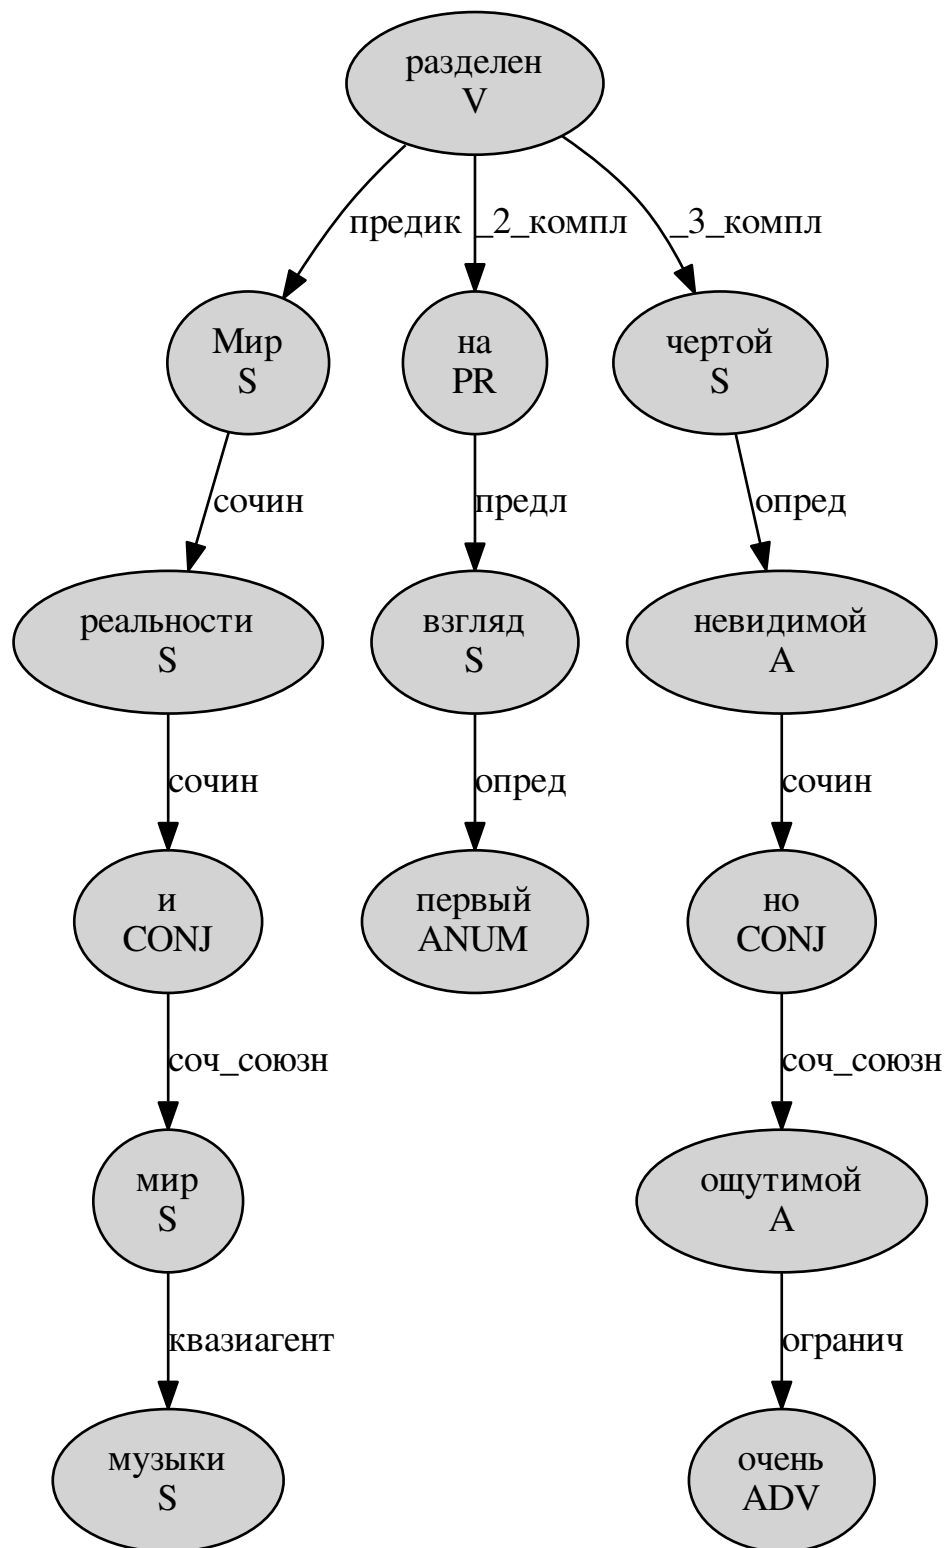 разделен
V
предик
_2_компл
_3_компл
Мир
S
на
PR
чертой
S
сочин
предл
опред
реальности
S
взгляд
S
невидимой
A
сочин
опред
сочин
и
CONJ
первый
ANUM
но
CONJ
соч_союзн
соч_союзн
мир
S
ощутимой
A
квазиагент
огранич
музыки
S
очень
ADV